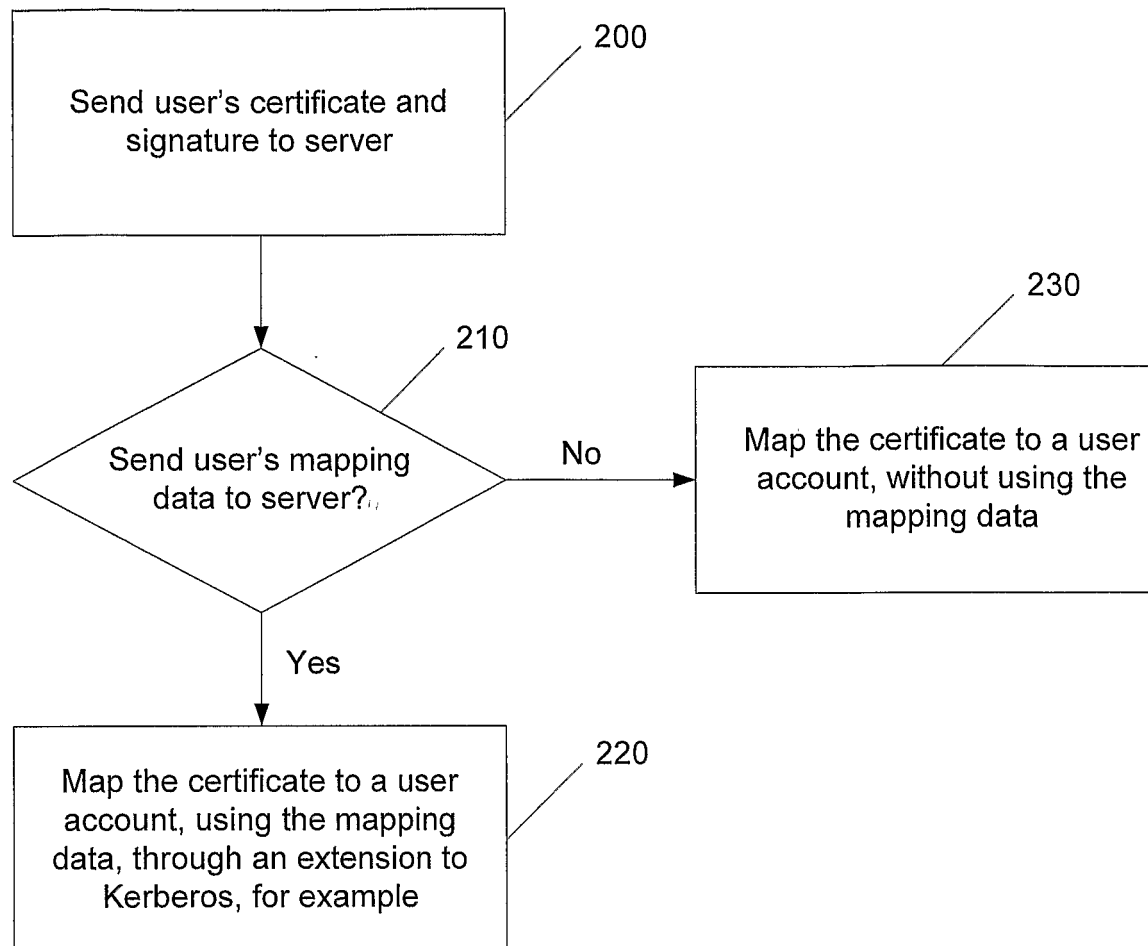 200
Send user's certificate and
signature to server
210
Send user's mapping
data to server?
No
230
Map the certificate to a user
account, without using the
mapping data
Yes
220
Map the certificate to a user
account, using the mapping
data, through an extension to
Kerberos, for example